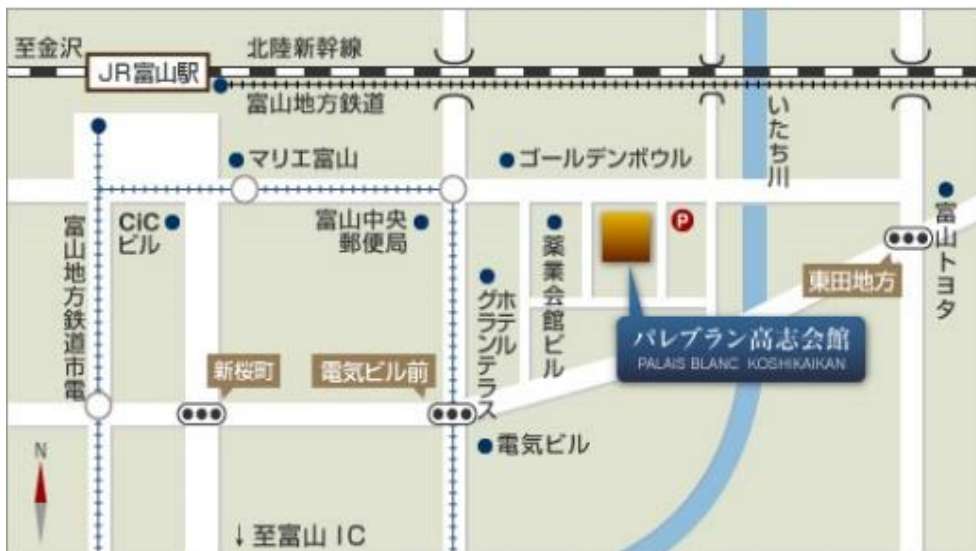 至金沢
北陸新幹線
JR富山駅
富山地方鉄道
いたち川
マリエ富山
ゴールデンボウル
CiC
ビル
富山中央
郵便局
P
富山トヨタ
富山地方鉄道市電
ホテル
グランテラス
薬業会館ビル
東田地方
パレブラン高志会館
PALAIS BLANC KOSHIKAIKAN
新桜町
電気ビル前
電気ビル
N
↓至富山IC